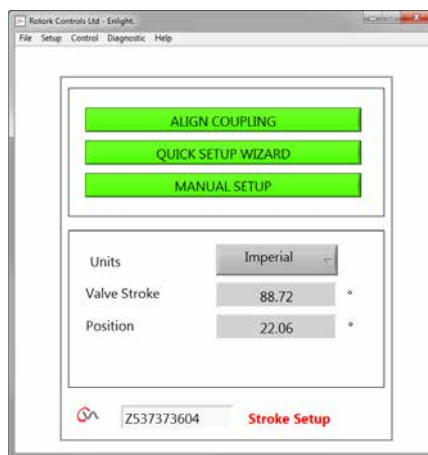 Rotork Controls Ltd - Enlight
File Setup Control Diagnostic Help
ALIGN COUPLING
QUICK SETUP WIZARD
MANUAL SETUP
Units Imperial
Valve Stroke 88.72 °
Position 22.06 °
Z537373604 Stroke Setup